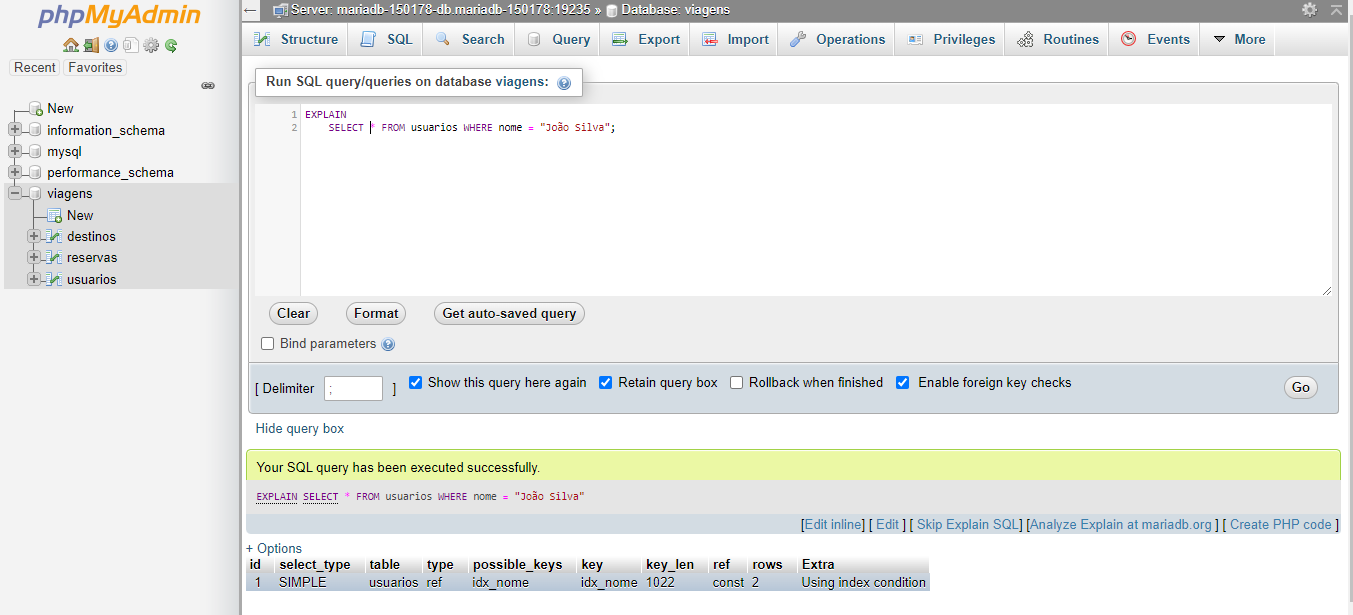 phpMyAdmin
Recent Favorites
New
information_schema
mysql
performance_schema
viagens
New
destinos
reservas
usuarios
Server: mariadb-150178-db.mariadb-150178:19235 » Database: viagens
Structure SQL Search Query Export Import Operations Privileges Routines Events More
Run SQL query/queries on database viagens:
1 EXPLAIN
2 SELECT * FROM usuarios WHERE nome = "João Silva";
Clear Format Get auto-saved query
Bind parameters
[ Delimiter ; ] Show this query here again Retain query box Rollback when finished Enable foreign key checks Go
Hide query box
Your SQL query has been executed successfully.
EXPLAIN SELECT * FROM usuarios WHERE nome = "João Silva"
[Edit inline] [ Edit ] [ Skip Explain SQL] [Analyze Explain at mariadb.org ] [ Create PHP code ]
+ Options
id select_type table type possible_keys key key_len ref rows Extra
1 SIMPLE usuarios ref idx_nome idx_nome 1022 const 2 Using index condition